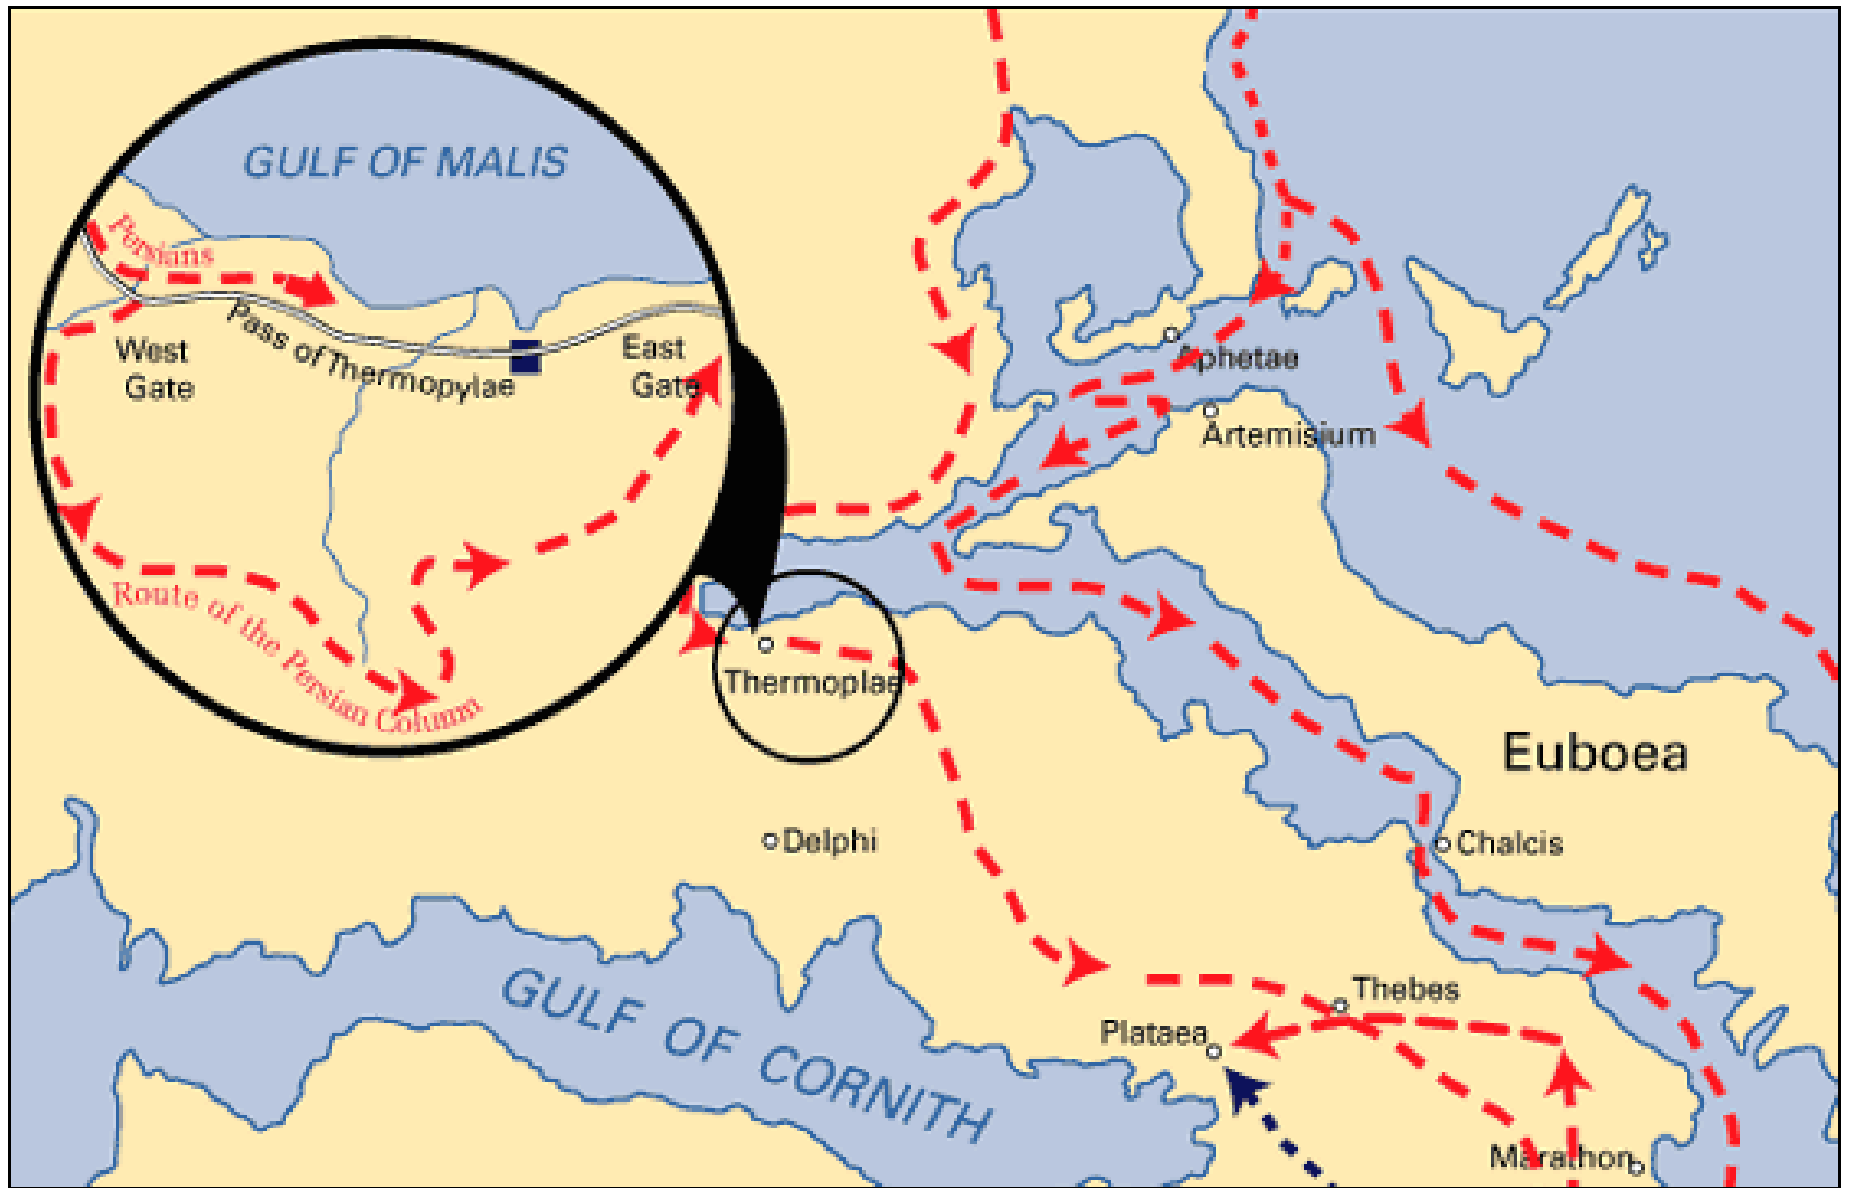 GULF OF MALIS
Persians
Pass of Thermopylae
West
Gate
East
Gate
Route of the Persian Column
Aphetae
Artemisium
Thermoplae
Euboea
Delphi
Chalcis
GULF OF CORNITH
Thebes
Plataea
Marathon